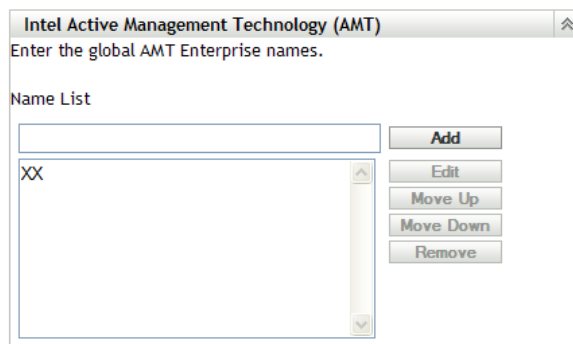 Intel Active Management Technology (AMT)
Enter the global AMT Enterprise names.
Name List
Add
XX
Edit
Move Up
Move Down
Remove